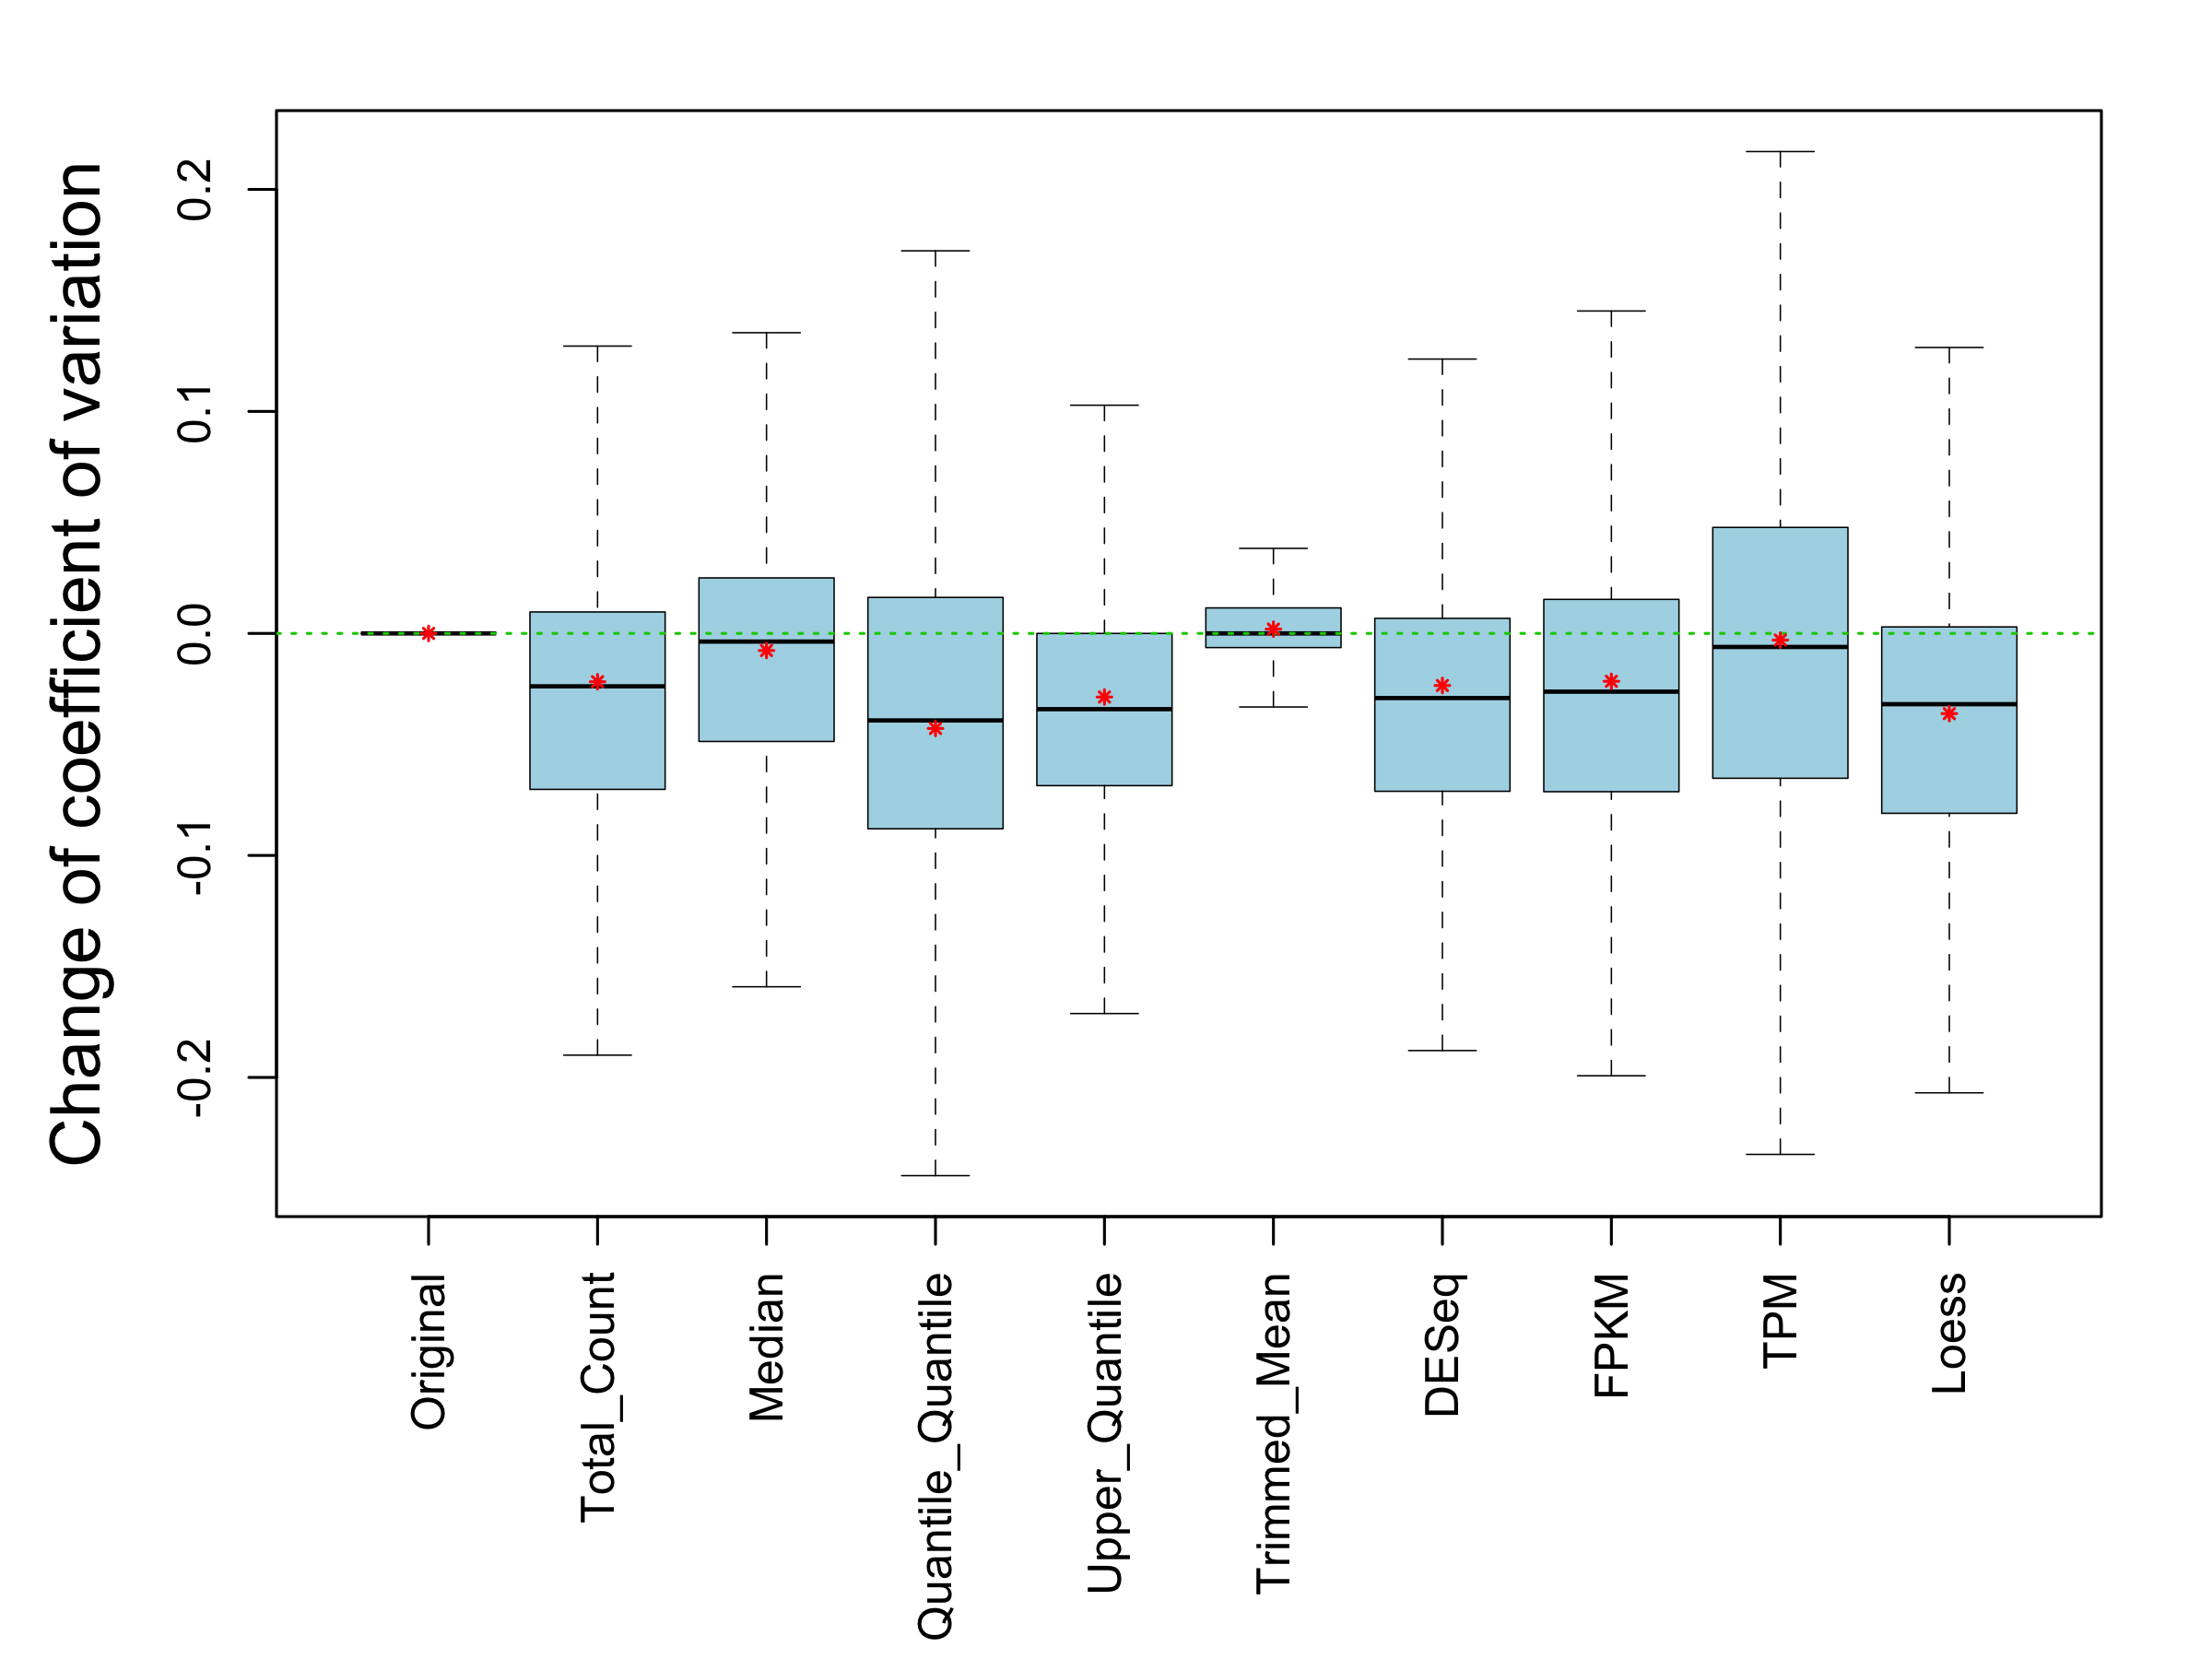 Change of coefficient of variation
0.2
0.1
0.0
-0.1
-0.2
Original
Total_Count
Median
Quantile_Quantile
Upper_Quantile
Trimmed_Mean
DESeq
FPKM
TPM
Loess